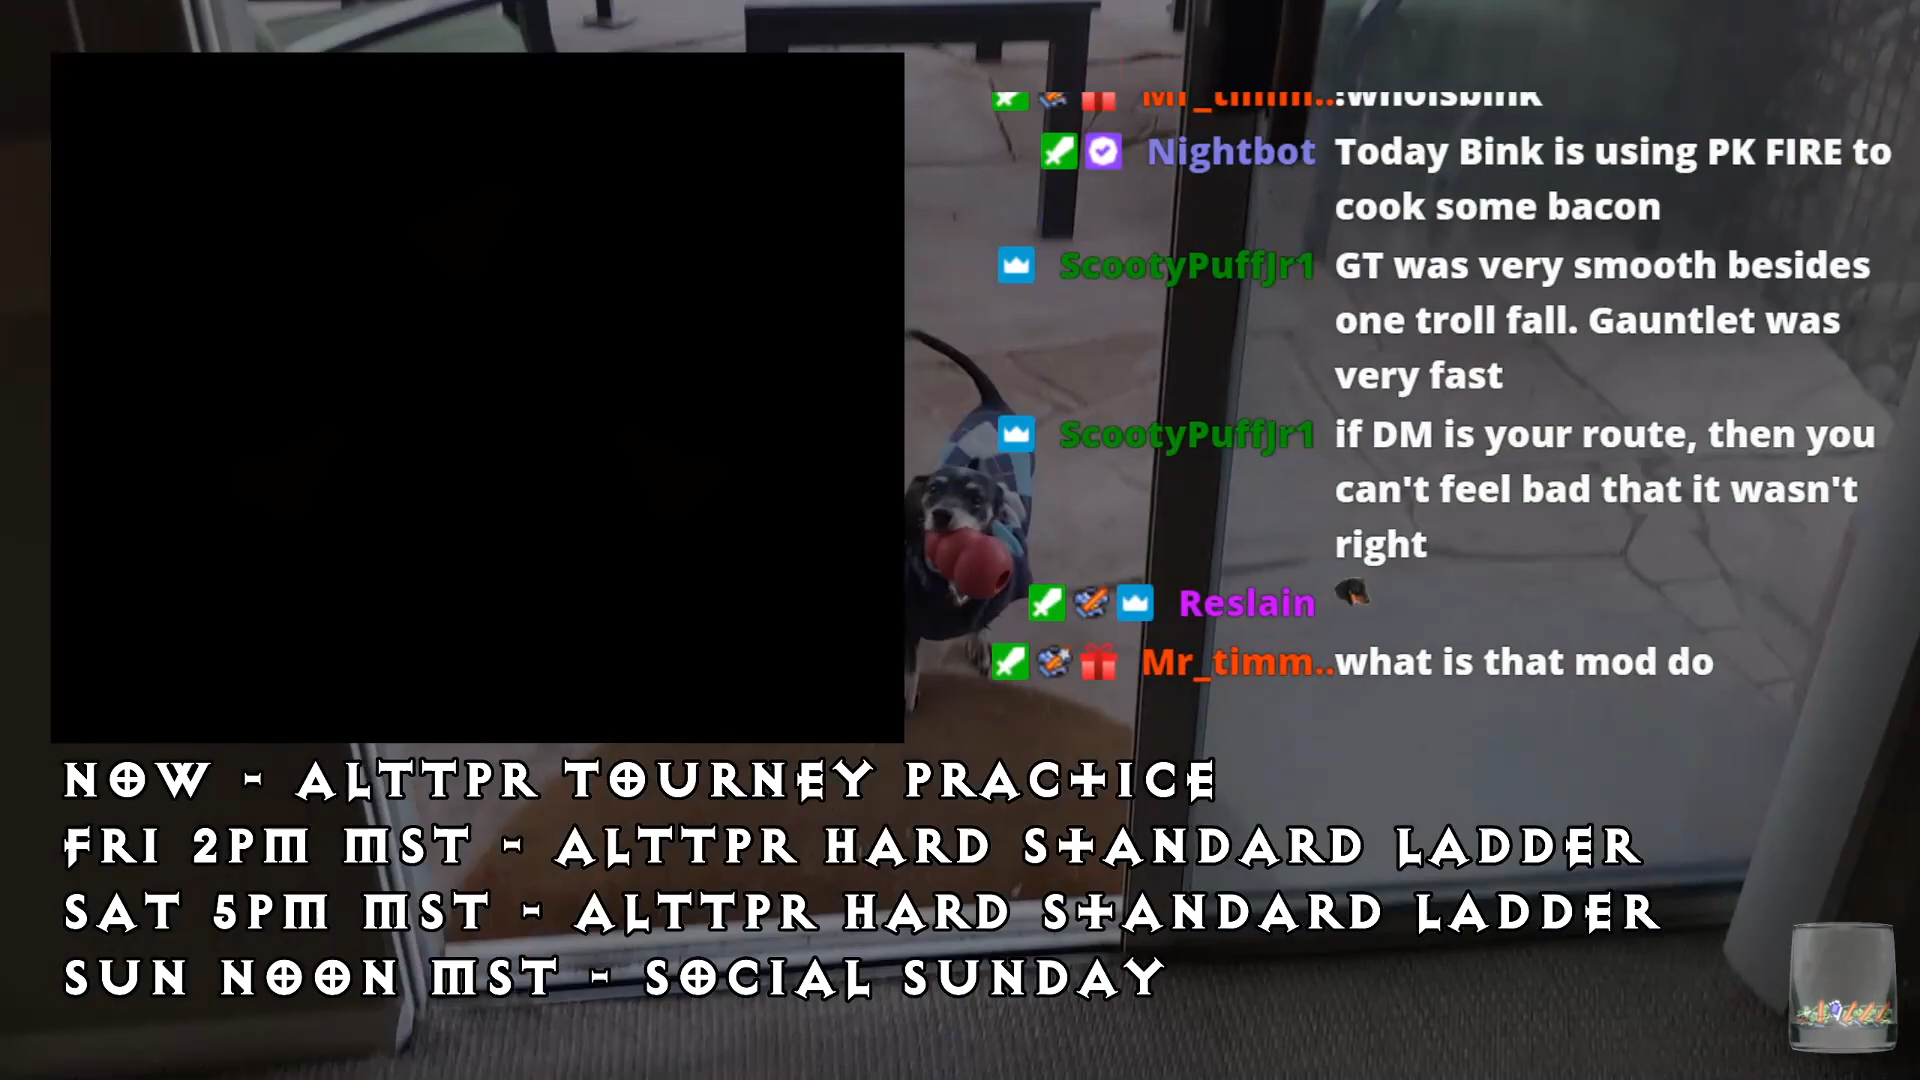 Mr_timm..!whoisbink
Nightbot Today Bink is using PK FIRE to
cook some bacon
ScootyPuffJr1 GT was very smooth besides
one troll fall. Gauntlet was
very fast
ScootyPuffJr1 if DM is your route, then you
can't feel bad that it wasn't
right
Reslain
Mr_timm..what is that mod do
NOW - ALTTPR TOURNEY PRACTICE
FRI 2PM MST - ALTTPR HARD STANDARD LADDER
SAT 5PM MST - ALTTPR HARD STANDARD LADDER
SUN NOON MST - SOCIAL SUNDAY